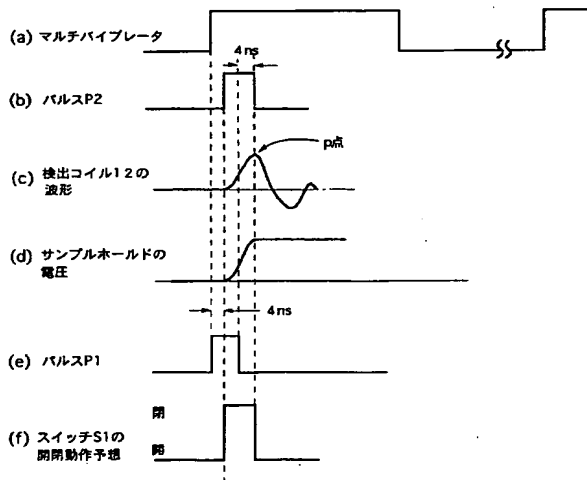 (a) マルチバイブレータ
4ns
(b) パルスP2
P点
(c) 検出コイル12の
波形
(d) サンプルホールドの
電圧
4ns
(e) パルスP1
閉
(f) スイッチS1の
開閉動作予想
開